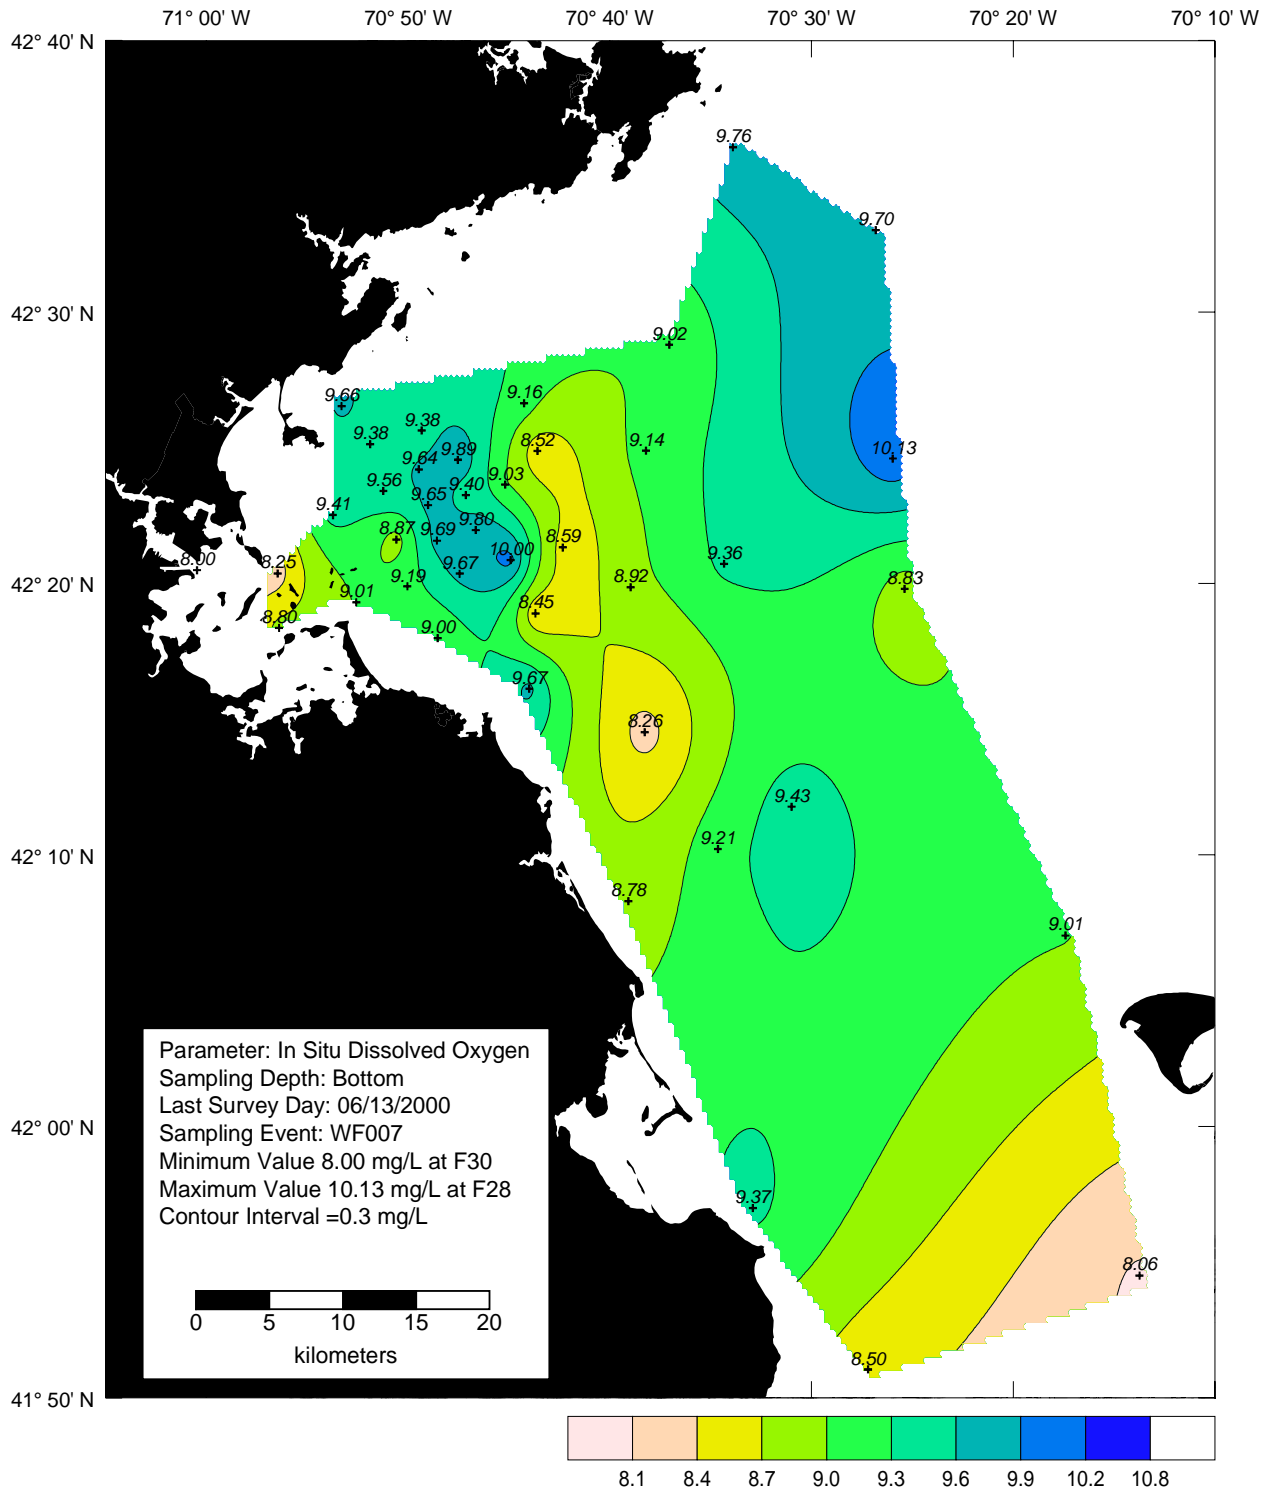 71° 00' W 70° 50' W 70° 40' W 70° 30' W 70° 20' W 70° 10' W
42° 40' N
9.76
9.70
42° 30' N
9.02
9.66
9.16
9.38
9.38
8.52
9.14
10.13
9.64
9.89
9.03
9.56
9.40
9.65
9.41
8.87
9.69
9.80
8.59
10.00
9.36
8.00
8.25
42° 20' N
9.67
9.19
8.92
8.83
9.01
8.45
8.80
9.00
9.67
8.26
9.43
9.21
42° 10' N
8.78
9.01
Parameter: In Situ Dissolved Oxygen
Sampling Depth: Bottom
Last Survey Day: 06/13/2000
42° 00' N
Sampling Event: WF007
Minimum Value 8.00 mg/L at F30
Maximum Value 10.13 mg/L at F28
Contour Interval =0.3 mg/L
9.37
8.06
0 5 10 15 20
kilometers
8.50
41° 50' N
8.1 8.4 8.7 9.0 9.3 9.6 9.9 10.2 10.8